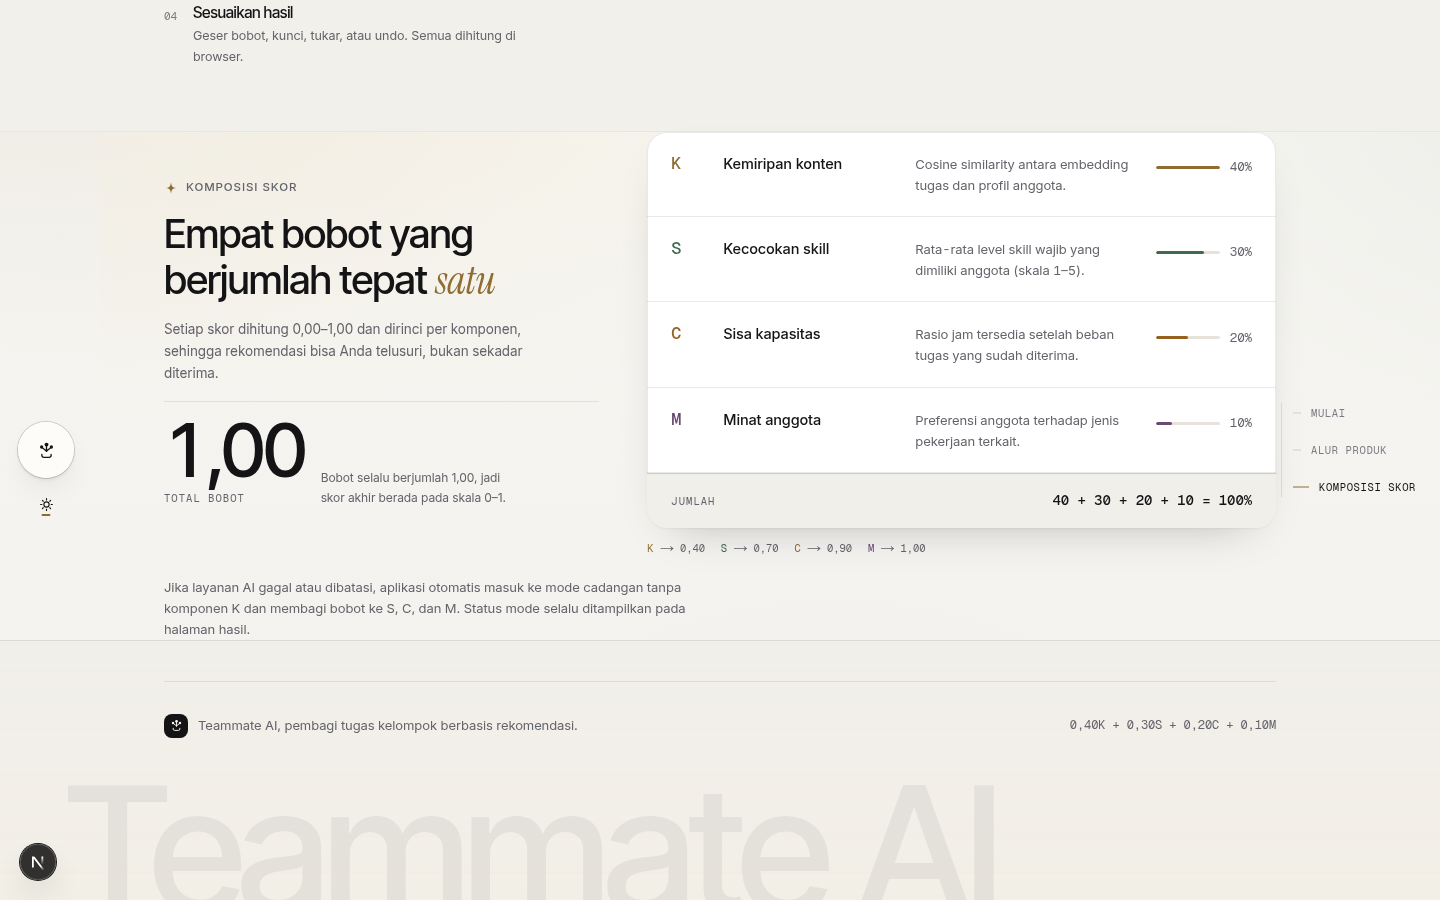 04 Sesuaikan hasil
Geser bobot, kunci, tukar, atau undo. Semua dihitung di
browser.
KOMPOSISI SKOR
Empat bobot yang
berjumlah tepat satu
Setiap skor dihitung 0,00–1,00 dan dirinci per komponen,
sehingga rekomendasi bisa Anda telusuri, bukan sekadar
diterima.
1,00
TOTAL BOBOT
Bobot selalu berjumlah 1,00, jadi
skor akhir berada pada skala 0–1.
K Kemiripan konten
Cosine similarity antara embedding
tugas dan profil anggota.
40%
S Kecocokan skill
Rata-rata level skill wajib yang
dimiliki anggota (skala 1–5).
30%
C Sisa kapasitas
Rasio jam tersedia setelah beban
tugas yang sudah diterima.
20%
M Minat anggota
Preferensi anggota terhadap jenis
pekerjaan terkait.
10%
JUMLAH 40 + 30 + 20 + 10 = 100%
K → 0,40 S → 0,70 C → 0,90 M → 1,00
MULAI
ALUR PRODUK
KOMPOSISI SKOR
Jika layanan AI gagal atau dibatasi, aplikasi otomatis masuk ke mode cadangan tanpa
komponen K dan membagi bobot ke S, C, dan M. Status mode selalu ditampilkan pada
halaman hasil.
Teammate AI, pembagi tugas kelompok berbasis rekomendasi.
0,40K + 0,30S + 0,20C + 0,10M
N
Teammate AI